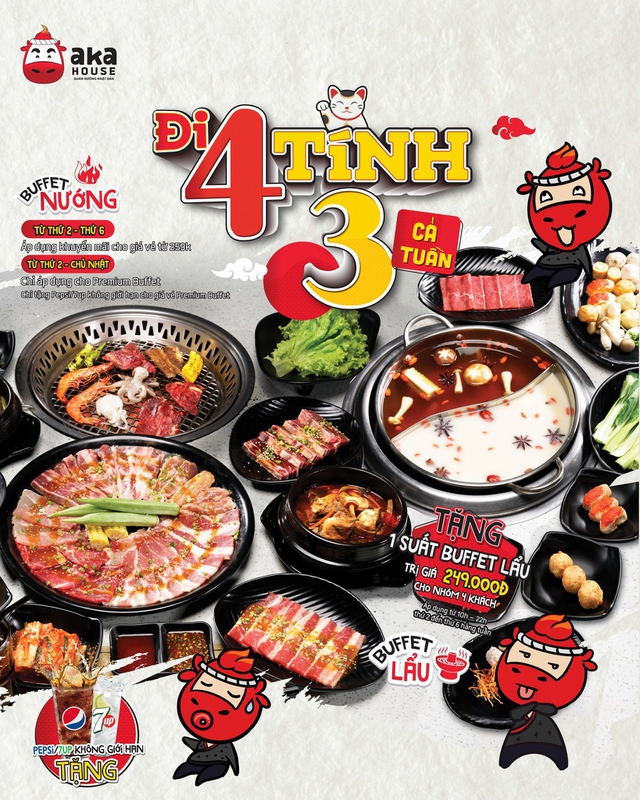 aka
HOUSE
QUÁN NƯỚNG NHẬT BẢN
Đi 4 TÍNH
3
CẢ
TUẦN
BUFFET
NƯỚNG
TỪ THỨ 2 - THỨ 6
Áp dụng khuyến mãi cho giá vé từ 259k
TỪ THỨ 2 - CHỦ NHẬT
Chỉ áp dụng cho Premium Buffet
Chỉ tặng Pepsi/7up không giới hạn cho giá vé Premium Buffet
TẶNG
1 SUẤT BUFFET LẨU
TRỊ GIÁ 249.000Đ
CHO NHÓM 4 KHÁCH
Áp dụng từ 10h - 22h
thứ 2 đến thứ 6 hàng tuần
BUFFET
LẨU
7up
PEPSI/7UP KHÔNG GIỚI HẠN
TẶNG